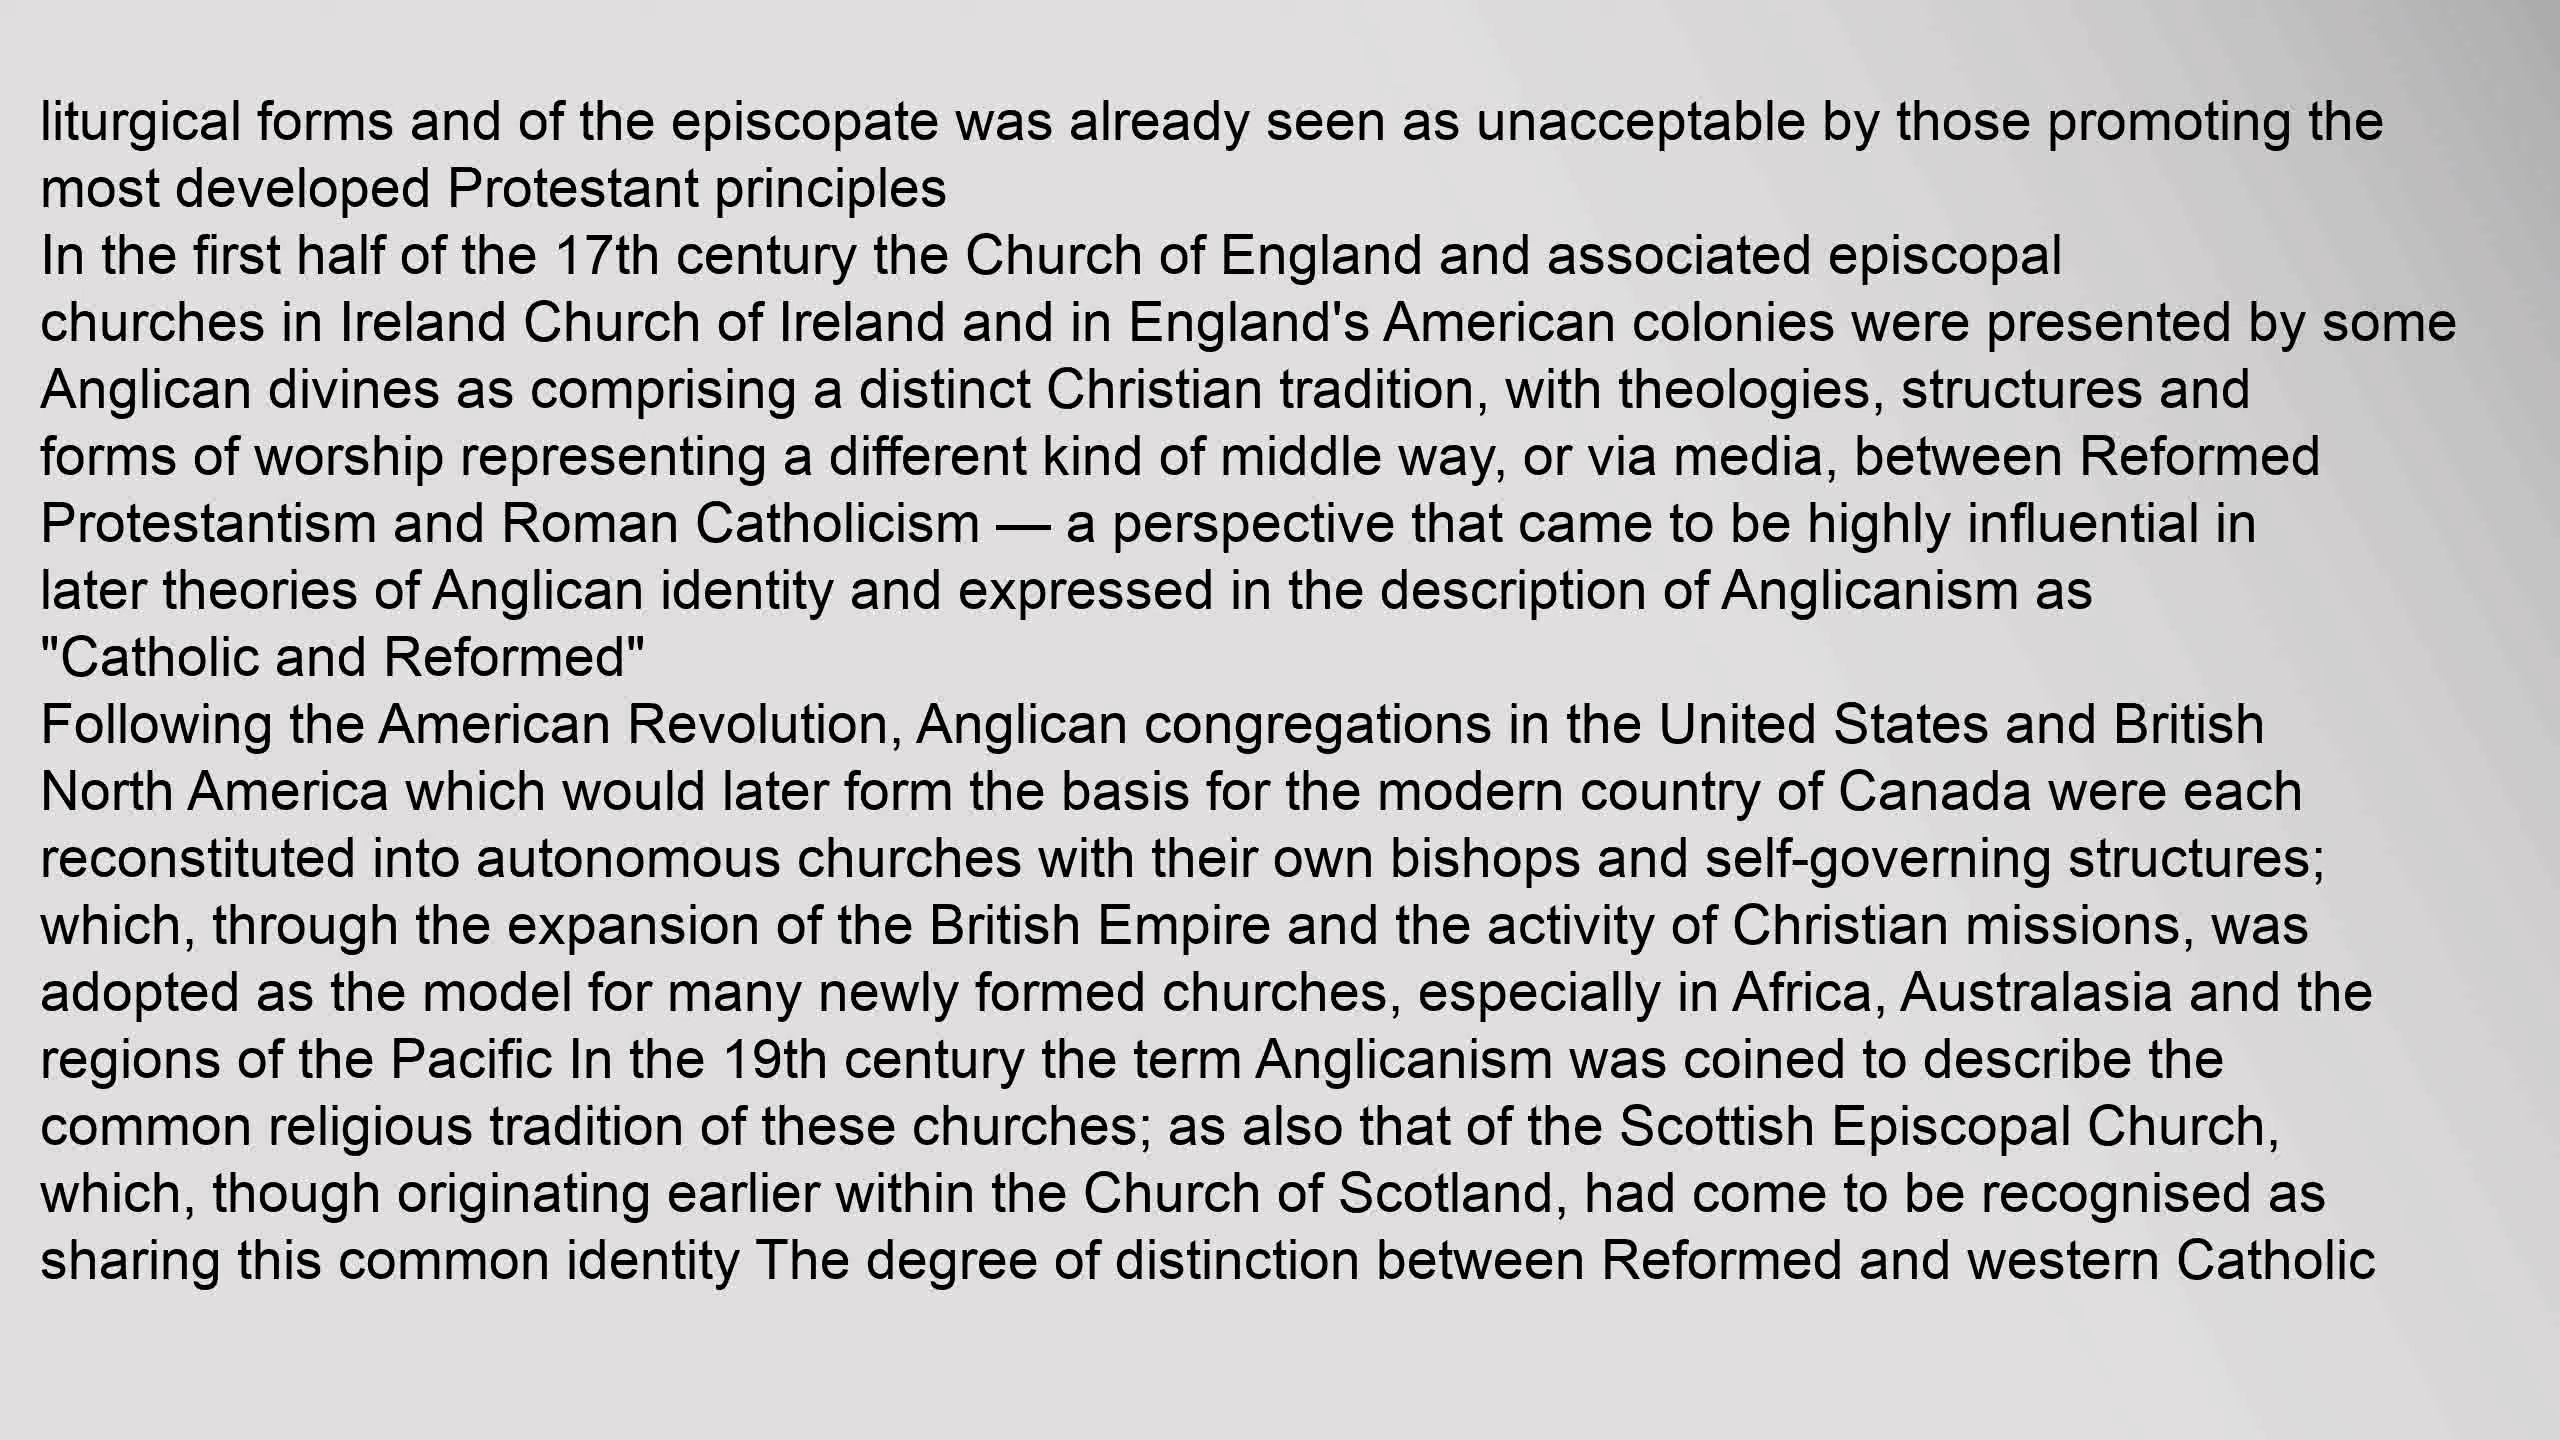 liturgical forms and of the episcopate was already seen as unacceptable by those promoting the
most developed Protestant principles
In the first half of the 17th century the Church of England and associated episcopal
churches in Ireland Church of Ireland and in England's American colonies were presented by some
Anglican divines as comprising a distinct Christian tradition, with theologies, structures and
forms of worship representing a different kind of middle way, or via media, between Reformed
Protestantism and Roman Catholicism — a perspective that came to be highly influential in
later theories of Anglican identity and expressed in the description of Anglicanism as
"Catholic and Reformed"
Following the American Revolution, Anglican congregations in the United States and British
North America which would later form the basis for the modern country of Canada were each
reconstituted into autonomous churches with their own bishops and self-governing structures;
which, through the expansion of the British Empire and the activity of Christian missions, was
adopted as the model for many newly formed churches, especially in Africa, Australasia and the
regions of the Pacific In the 19th century the term Anglicanism was coined to describe the
common religious tradition of these churches; as also that of the Scottish Episcopal Church,
which, though originating earlier within the Church of Scotland, had come to be recognised as
sharing this common identity The degree of distinction between Reformed and western Catholic